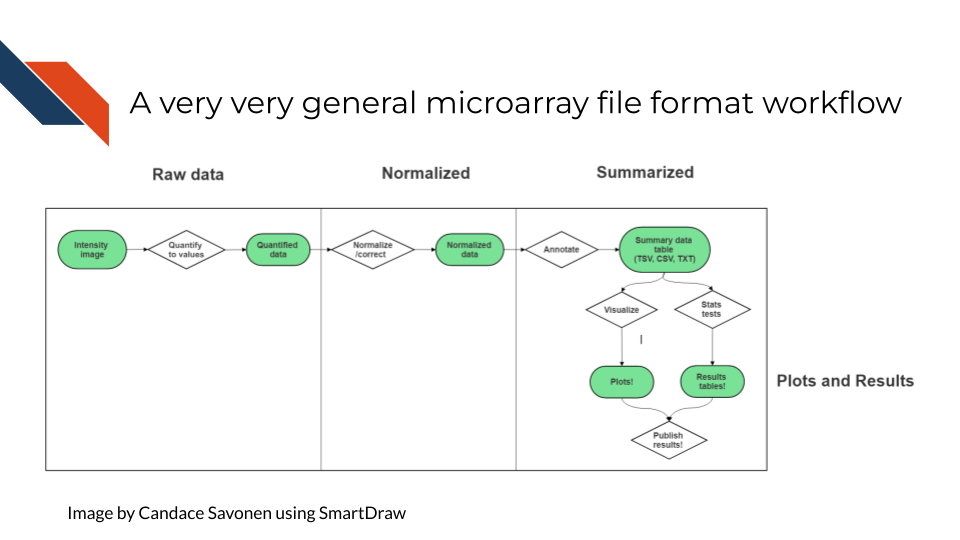 A very very general microarray file format workflow
Raw data
Normalized
Summarized
Intensity
image
Quantify
to values
Quantified
data
Normalize
/correct
Normalized
data
Annotate
Summary data
table
(TSV, CSV, TXT)
Visualize
Stats
tests
|
Plots!
Results
tables!
Plots and Results
Publish
results!
Image by Candace Savonen using SmartDraw